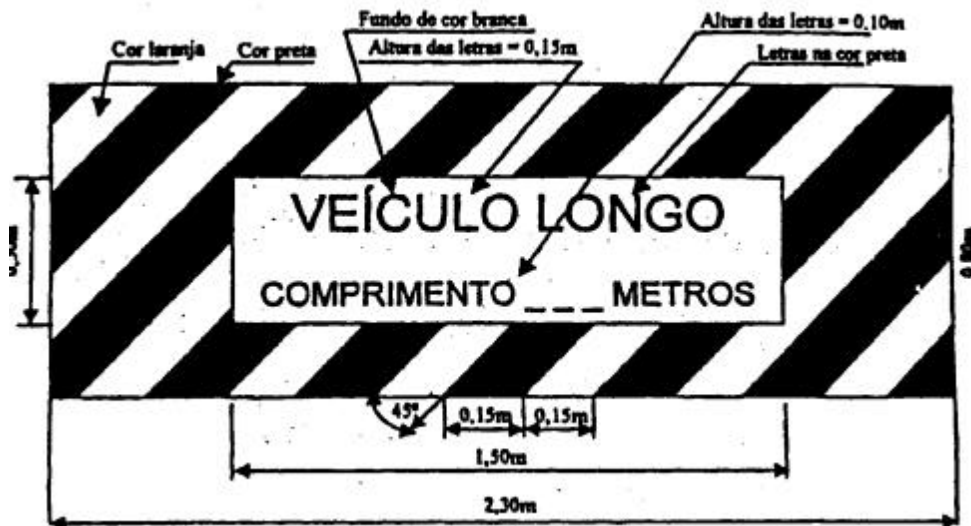 Fundo de cor branca
Altura das letras = 0,10m
Cor laranja
Cor preta
Altura das letras = 0,15m
Letras na cor preta
VEÍCULO LONGO
COMPRIMENTO _ _ _ METROS
45°
0,15m
0,15m
1,50m
2,30m